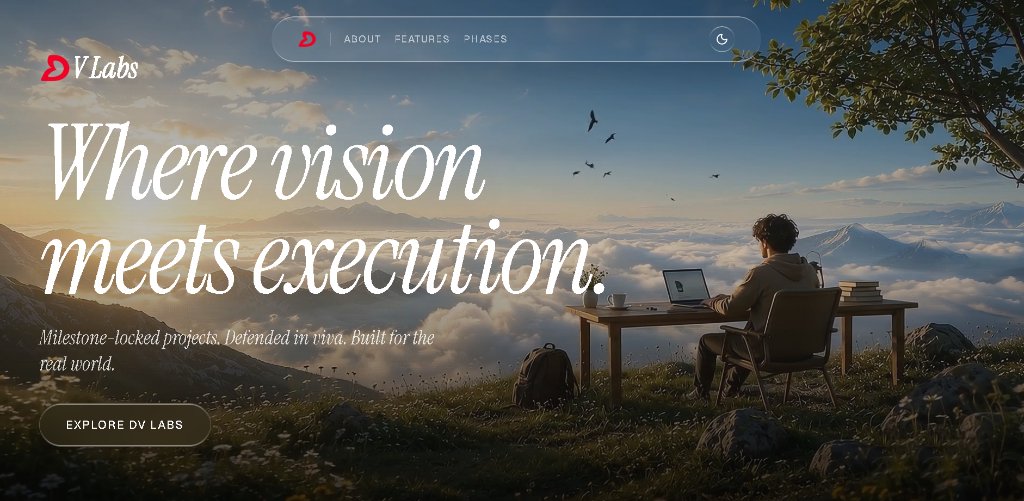 ABOUT FEATURES PHASES
DV Labs
Where vision
meets execution.
Milestone-locked projects. Defended in viva. Built for the
real world.
EXPLORE DV LABS